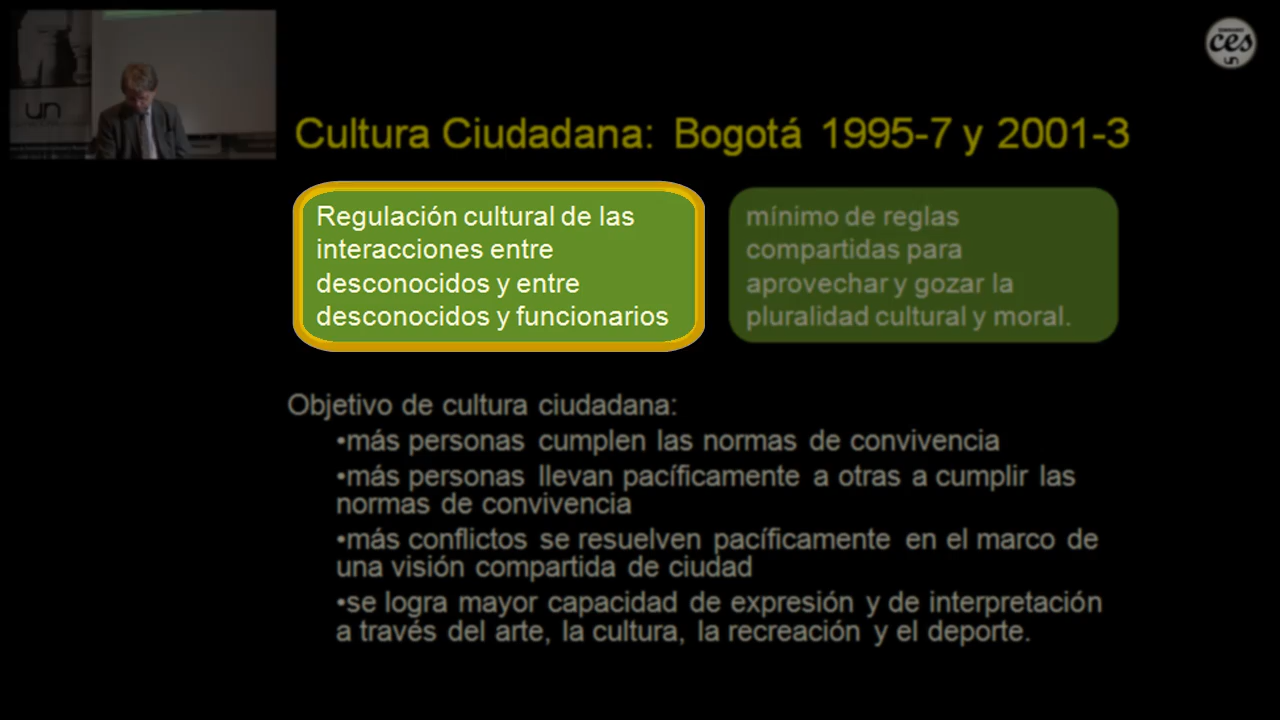 ces
un
un
Cultura Ciudadana: Bogotá 1995-7 y 2001-3
Regulación cultural de las
interacciones entre
desconocidos y entre
desconocidos y funcionarios
mínimo de reglas
compartidas para
aprovechar y gozar la
pluralidad cultural y moral.
Objetivo de cultura ciudadana:
•más personas cumplen las normas de convivencia
•más personas llevan pacíficamente a otras a cumplir las
normas de convivencia
•más conflictos se resuelven pacíficamente en el marco de
una visión compartida de ciudad
•se logra mayor capacidad de expresión y de interpretación
a través del arte, la cultura, la recreación y el deporte.